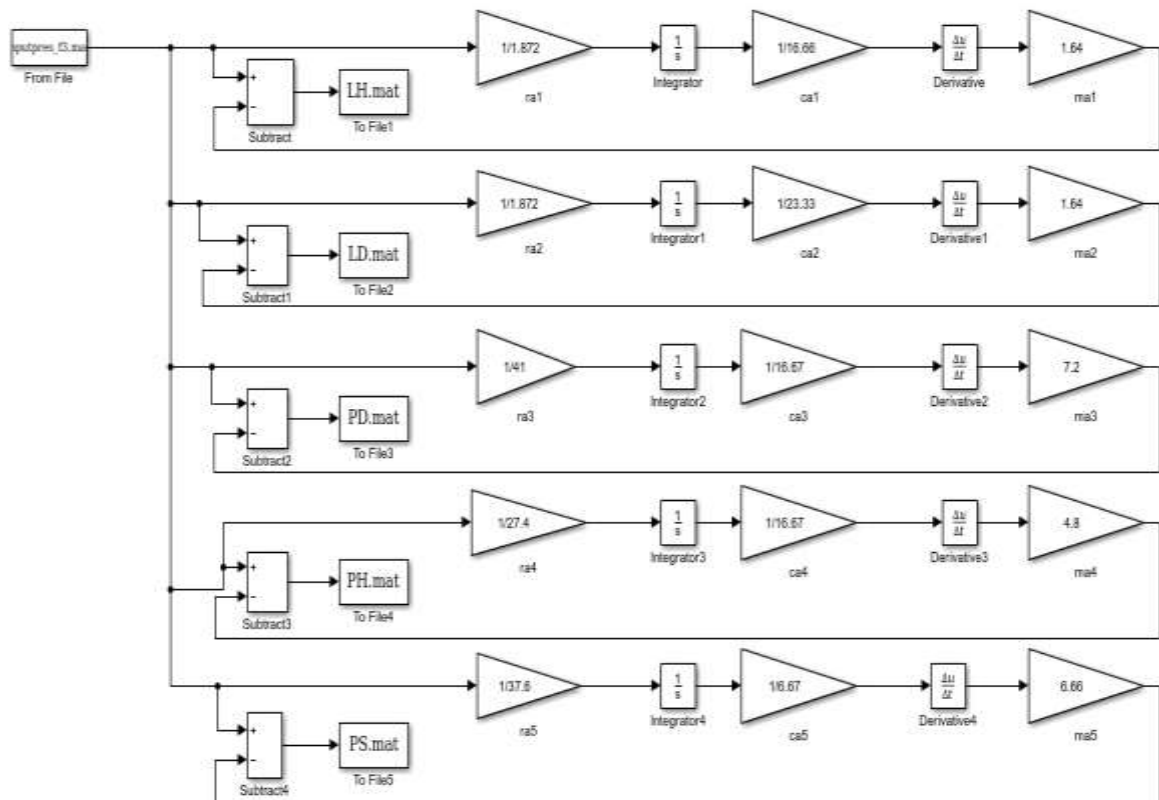 From File
+
−
Subtract
LH.mat
To File1
1/1.872
ra1
1
s
Integrator
1/16.66
ca1
Δu
Δt
Derivative
1.64
ma1
+
−
Subtract1
LD.mat
To File2
1/1.872
ra2
1
s
Integrator1
1/23.33
ca2
Δu
Δt
Derivative1
1.64
ma2
+
−
Subtract2
PD.mat
To File3
1/41
ra3
1
s
Integrator2
1/16.67
ca3
Δu
Δt
Derivative2
7.2
ma3
+
−
Subtract3
PH.mat
To File4
1/27.4
ra4
1
s
Integrator3
1/16.67
ca4
Δu
Δt
Derivative3
4.8
ma4
+
−
Subtract4
PS.mat
To File5
1/37.6
ra5
1
s
Integrator4
1/6.67
ca5
Δu
Δt
Derivative4
6.66
ma5